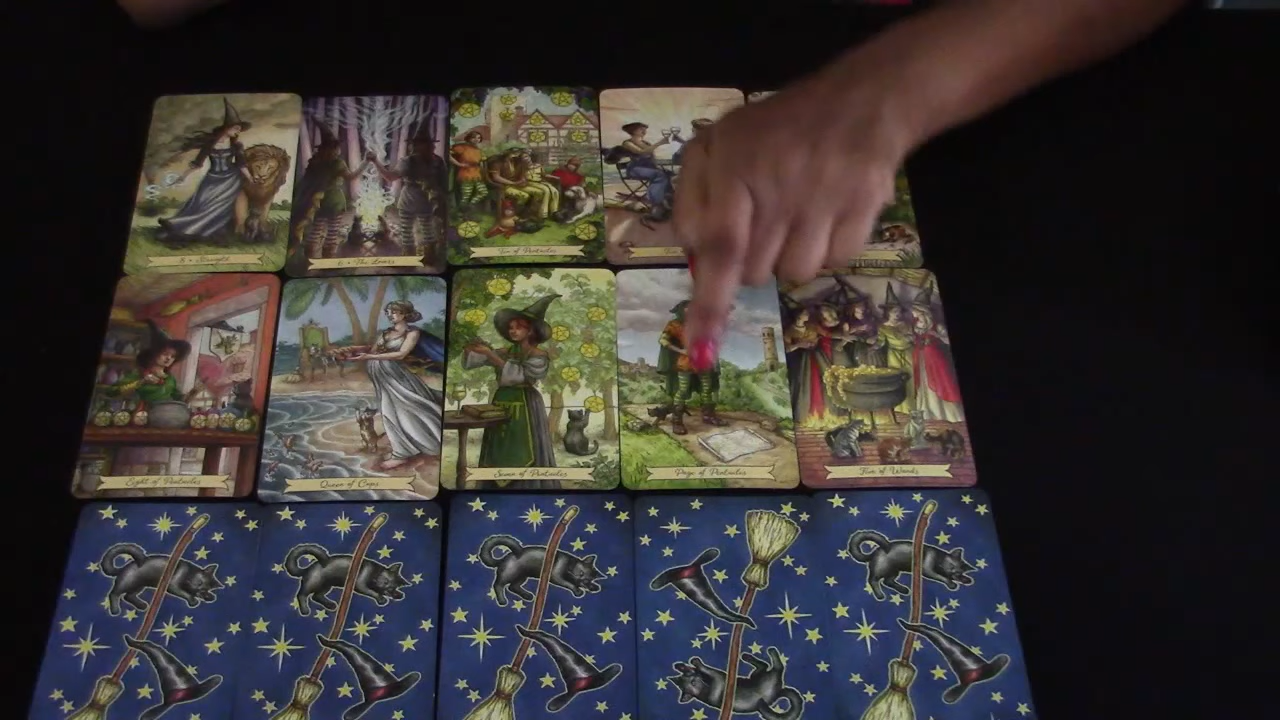 8 • Strength
6 • The Lovers
Ten of Pentacles
Eight of Pentacles
Queen of Cups
Seven of Pentacles
Page of Pentacles
Five of Wands